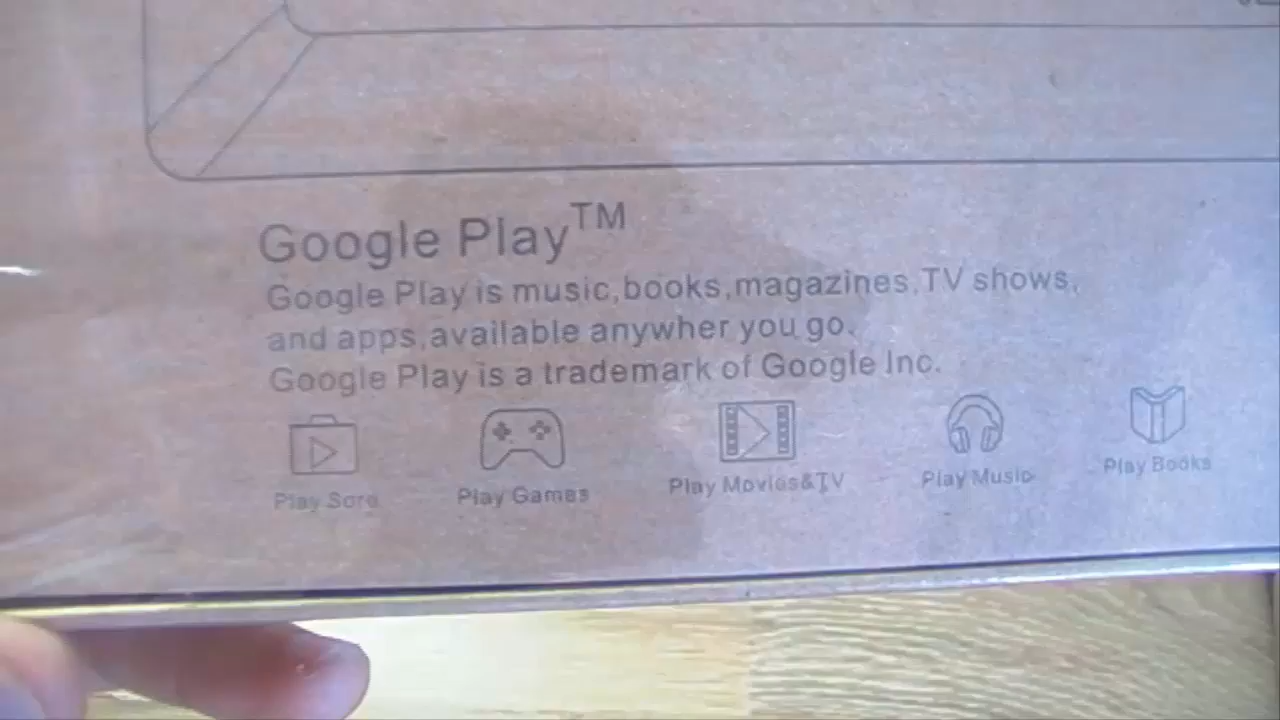 Google Play™
Google Play is music,books,magazines,TV shows,
and apps,available anywher you go.
Google Play is a trademark of Google Inc.
Play Sore
Play Games
Play Movies&TV
Play Music
Play Books